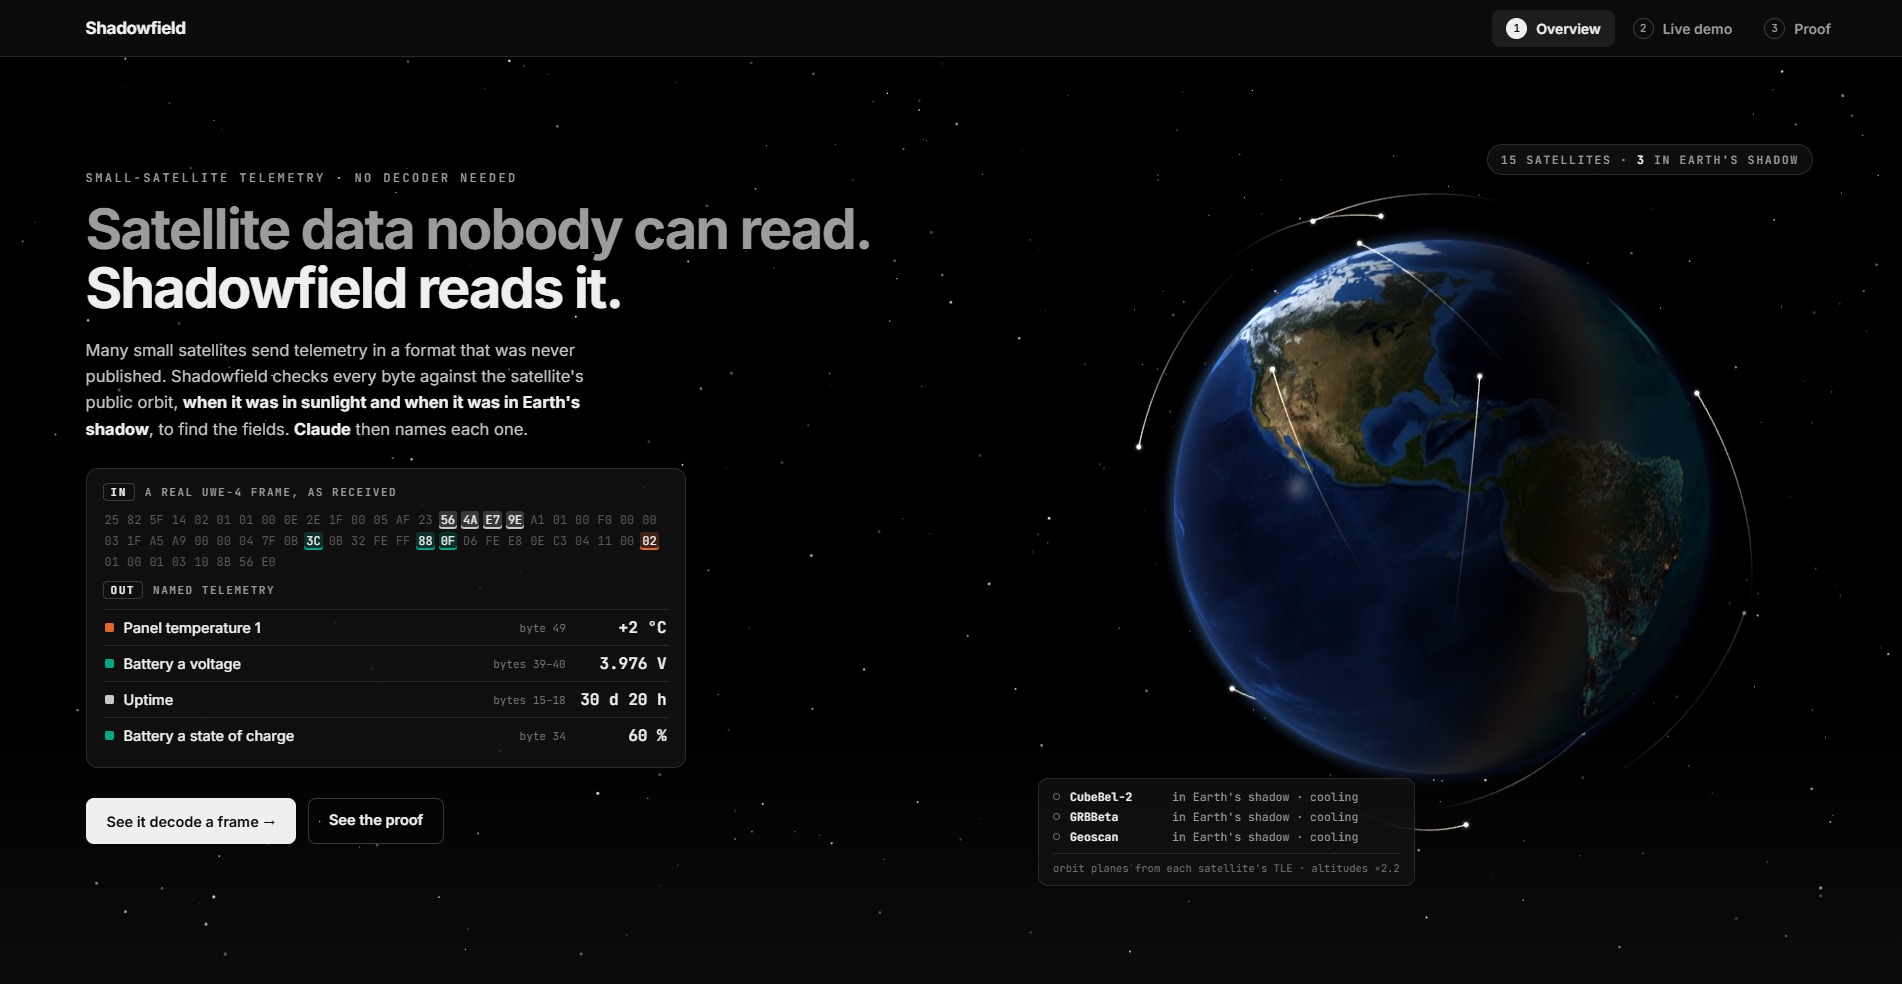 Shadowfield
1 Overview
2 Live demo
3 Proof
15 SATELLITES · 3 IN EARTH'S SHADOW
SMALL-SATELLITE TELEMETRY · NO DECODER NEEDED
Satellite data nobody can read.
Shadowfield reads it.
Many small satellites send telemetry in a format that was never
published. Shadowfield checks every byte against the satellite's
public orbit, when it was in sunlight and when it was in Earth's
shadow, to find the fields. Claude then names each one.
IN A REAL UWE-4 FRAME, AS RECEIVED
25 82 5F 14 02 01 01 00 0E 2E 1F 00 05 AF 23 56 4A E7 9E A1 01 00 F0 00 00
03 1F A5 A9 00 00 04 7F 0B 3C 0B 32 FE FF 88 0F D6 FE E8 0E C3 04 11 00 02
01 00 01 03 10 8B 56 E0
OUT NAMED TELEMETRY
Panel temperature 1 byte 49 +2 °C
Battery a voltage bytes 39–40 3.976 V
Uptime bytes 15–18 30 d 20 h
Battery a state of charge byte 34 60 %
See it decode a frame →
See the proof
CubeBel-2 in Earth's shadow · cooling
GRBBeta in Earth's shadow · cooling
Geoscan in Earth's shadow · cooling
orbit planes from each satellite's TLE · altitudes ×2.2